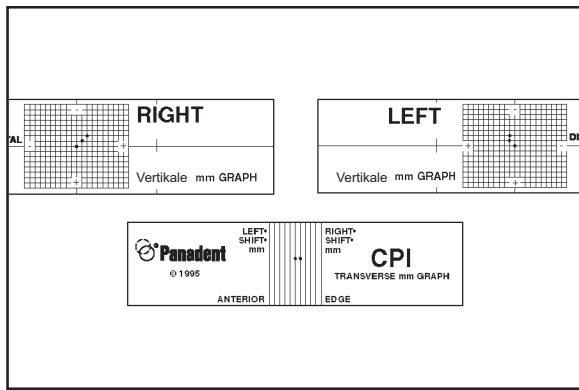 RIGHT
Vertikale mm GRAPH
LEFT
Vertikale mm GRAPH
Panadent
© 1995
LEFT•
SHIFT•
mm
RIGHT•
SHIFT•
mm
CPI
TRANSVERSE mm GRAPH
ANTERIOR
EDGE